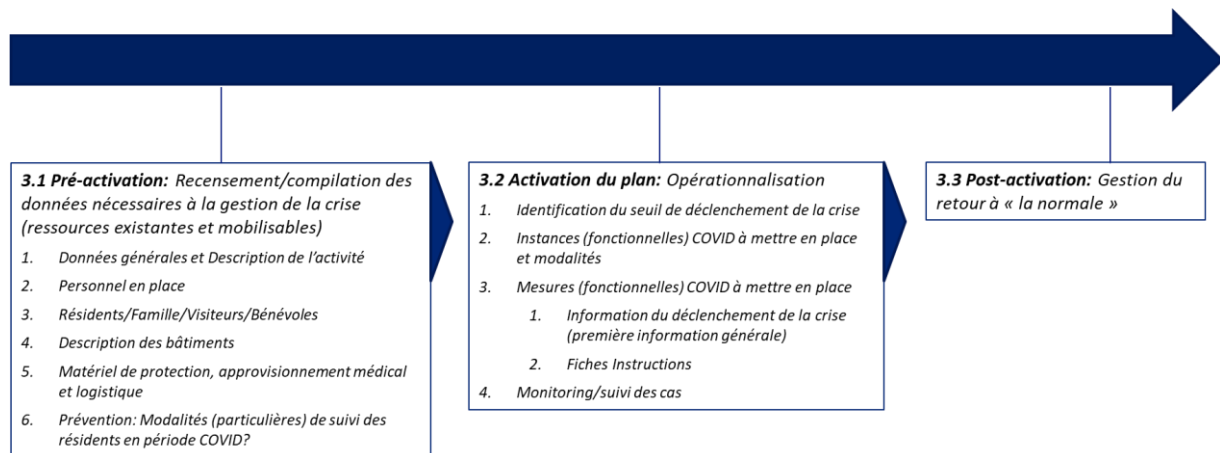 3.1 Pré-activation: Recensement/compilation des
données nécessaires à la gestion de la crise
(ressources existantes et mobilisables)
1. Données générales et Description de l’activité
2. Personnel en place
3. Résidents/Famille/Visiteurs/Bénévoles
4. Description des bâtiments
5. Matériel de protection, approvisionnement médical
et logistique
6. Prévention: Modalités (particulières) de suivi des
résidents en période COVID?
3.2 Activation du plan: Opérationnalisation
1. Identification du seuil de déclenchement de la crise
2. Instances (fonctionnelles) COVID à mettre en place
et modalités
3. Mesures (fonctionnelles) COVID à mettre en place
1. Information du déclenchement de la crise
(première information générale)
2. Fiches Instructions
4. Monitoring/suivi des cas
3.3 Post-activation: Gestion du
retour à « la normale »